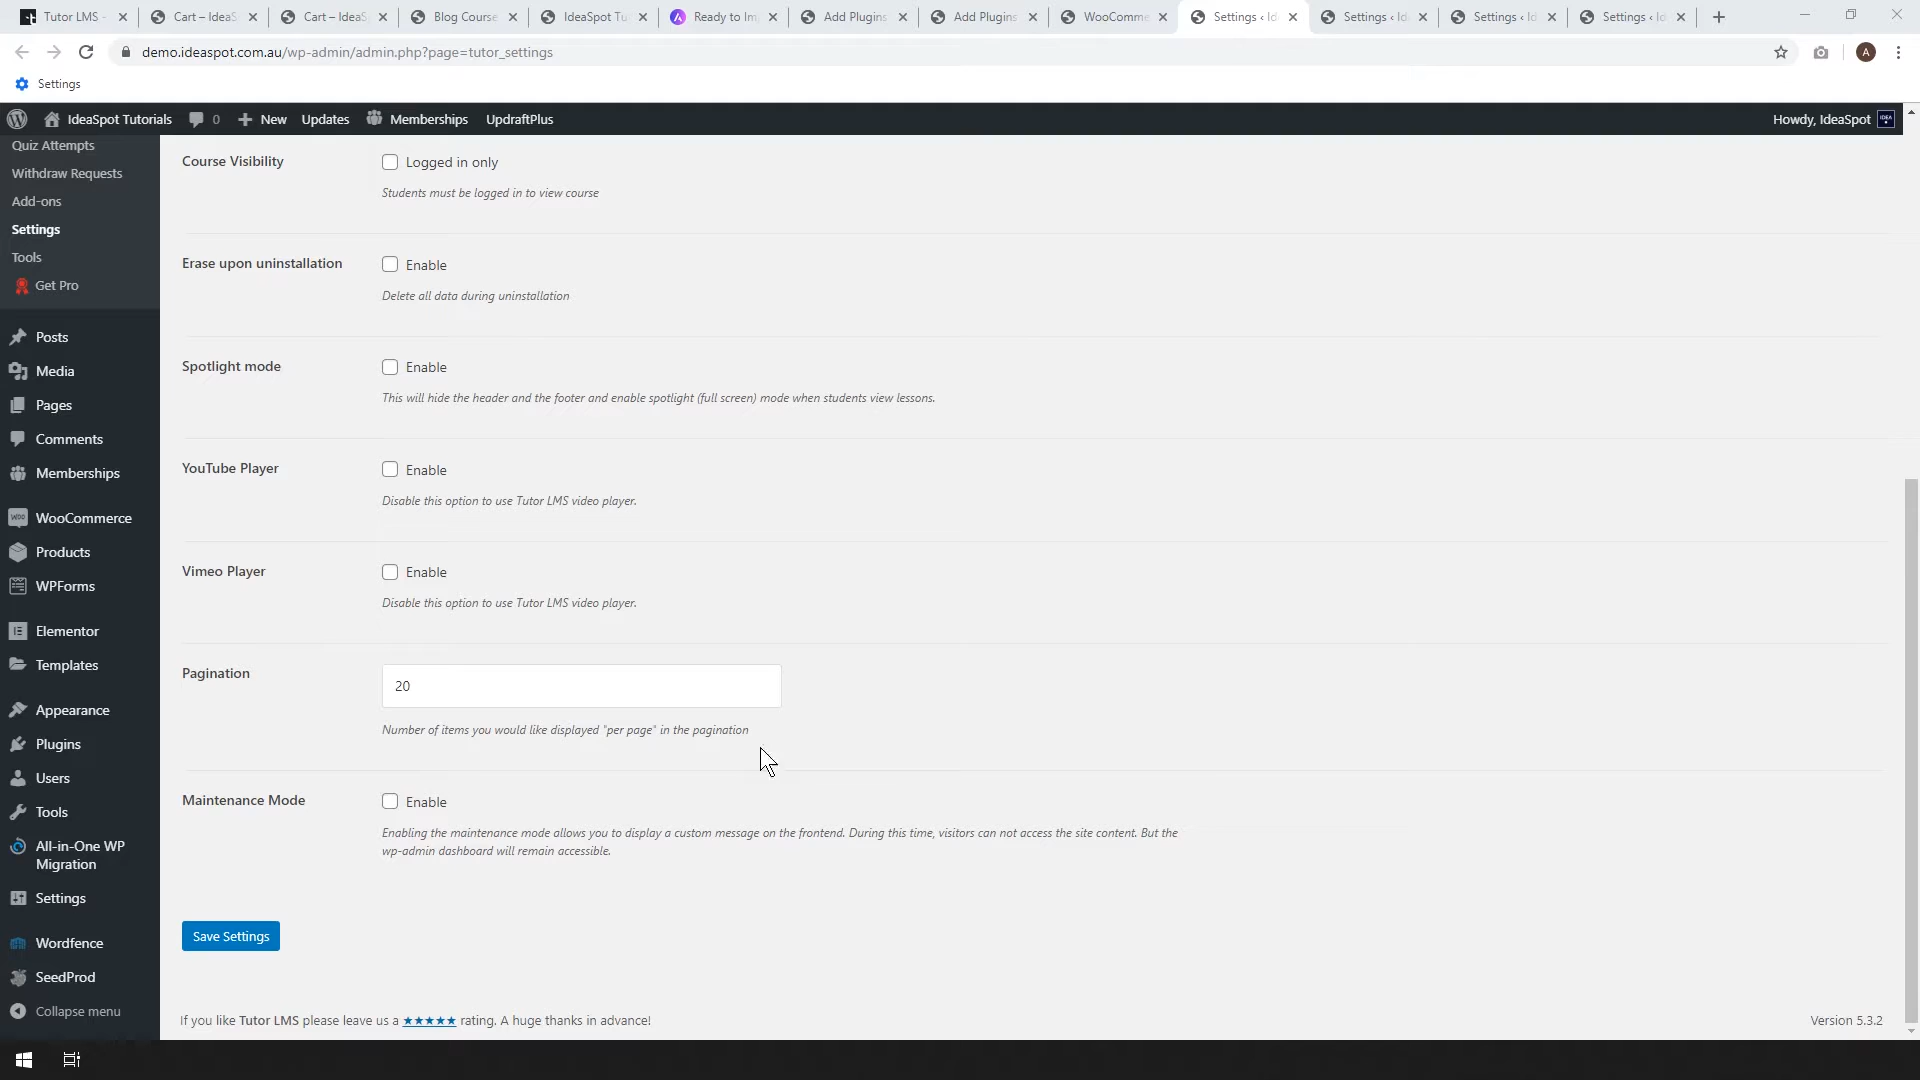 Tutor LMS -
Cart – IdeaS
Cart – IdeaS
Blog Course
IdeaSpot Tu
Ready to Im
Add Plugins
Add Plugins
WooComme
Settings ‹ Id
Settings ‹ Id
Settings ‹ Id
Settings ‹ Id
demo.ideaspot.com.au/wp-admin/admin.php?page=tutor_settings
A
Settings
IdeaSpot Tutorials
0
New
Updates
Memberships
UpdraftPlus
Howdy, IdeaSpot
Quiz Attempts
Withdraw Requests
Add-ons
Settings
Tools
Get Pro
Posts
Media
Pages
Comments
Memberships
WooCommerce
Products
WPForms
Elementor
Templates
Appearance
Plugins
Users
Tools
All-in-One WP
Migration
Settings
Wordfence
SeedProd
Collapse menu
Course Visibility
Logged in only
Students must be logged in to view course
Erase upon uninstallation
Enable
Delete all data during uninstallation
Spotlight mode
Enable
This will hide the header and the footer and enable spotlight (full screen) mode when students view lessons.
YouTube Player
Enable
Disable this option to use Tutor LMS video player.
Vimeo Player
Enable
Disable this option to use Tutor LMS video player.
Pagination
20
Number of items you would like displayed "per page" in the pagination
Maintenance Mode
Enable
Enabling the maintenance mode allows you to display a custom message on the frontend. During this time, visitors can not access the site content. But the
wp-admin dashboard will remain accessible.
Save Settings
If you like Tutor LMS please leave us a ★★★★★ rating. A huge thanks in advance!
Version 5.3.2